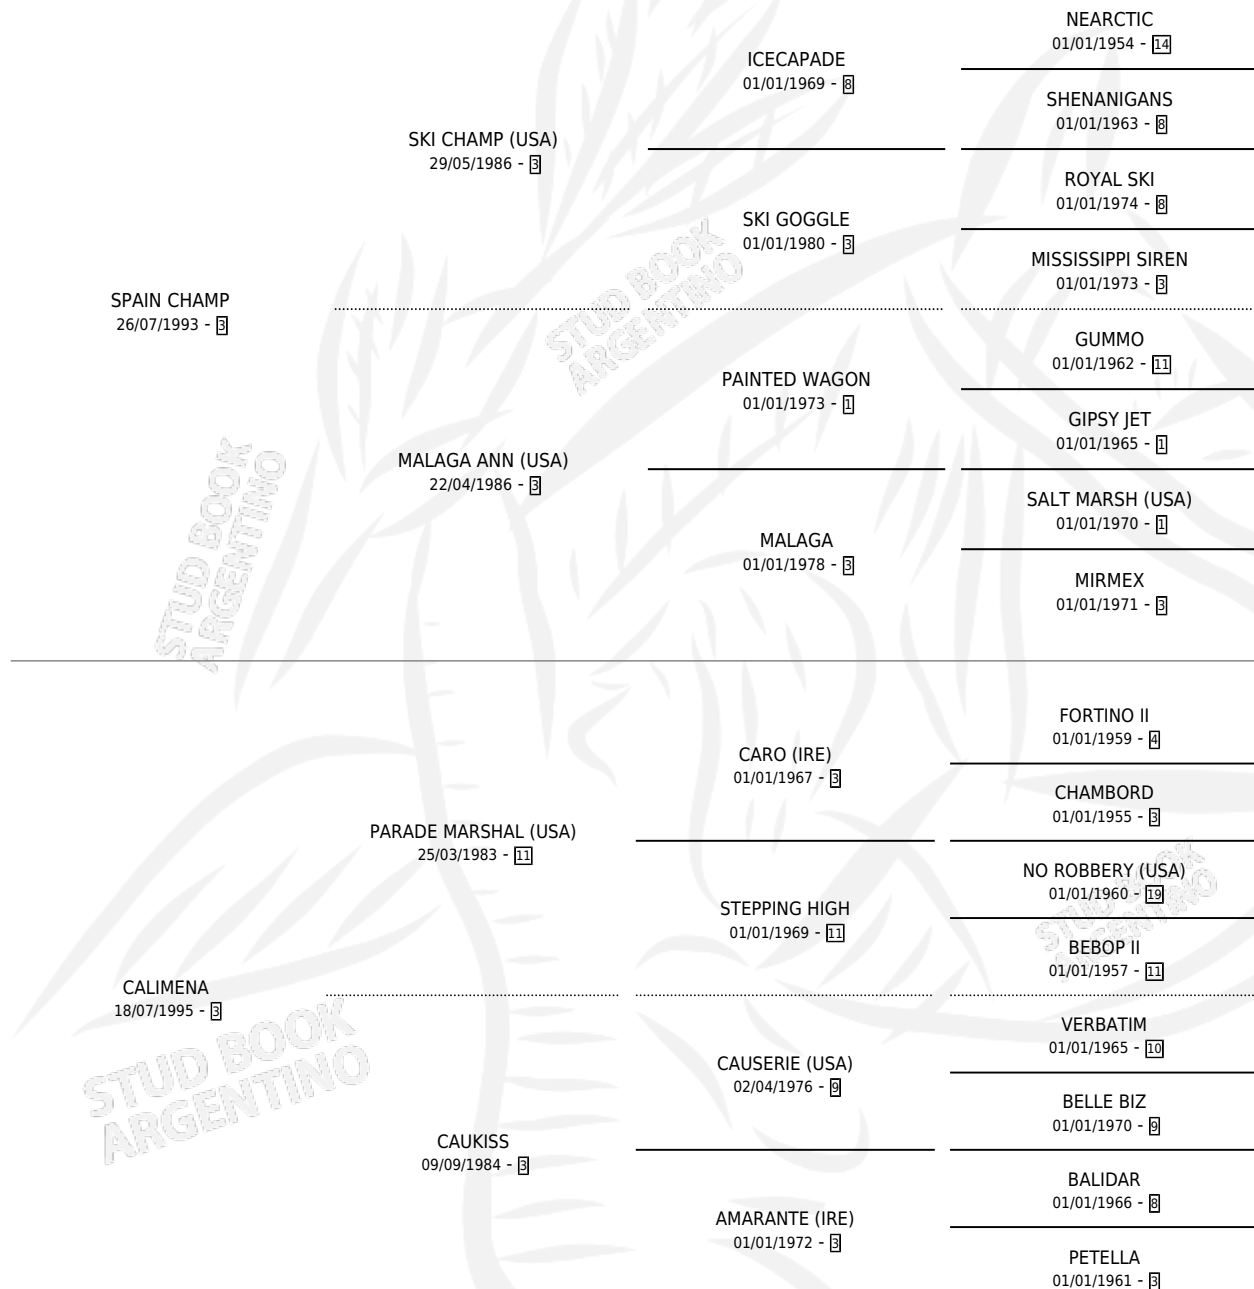 NEARCTIC
01/01/1954 - 14
ICECAPADE
01/01/1969 - 8
SHENANIGANS
01/01/1963 - 8
SKI CHAMP (USA)
29/05/1986 - 3
ROYAL SKI
01/01/1974 - 8
SKI GOGGLE
01/01/1980 - 3
MISSISSIPPI SIREN
01/01/1973 - 3
STUD BOOK
ARGENTINO
SPAIN CHAMP
26/07/1993 - 3
GUMMO
01/01/1962 - 11
PAINTED WAGON
01/01/1973 - 1
GIPSY JET
01/01/1965 - 1
MALAGA ANN (USA)
22/04/1986 - 3
SALT MARSH (USA)
01/01/1970 - 1
MALAGA
01/01/1978 - 3
MIRMEX
01/01/1971 - 3
STUD BOOK
ARGENTINO
FORTINO II
01/01/1959 - 4
CARO (IRE)
01/01/1967 - 3
CHAMBORD
01/01/1955 - 3
PARADE MARSHAL (USA)
25/03/1983 - 11
NO ROBBERY (USA)
01/01/1960 - 19
STUD BOOK
ARGENTINO
STEPPING HIGH
01/01/1969 - 11
BEBOP II
01/01/1957 - 11
CALIMENA
18/07/1995 - 3
VERBATIM
01/01/1965 - 10
STUD BOOK
ARGENTINO
CAUSERIE (USA)
02/04/1976 - 9
BELLE BIZ
01/01/1970 - 9
CAUKISS
09/09/1984 - 3
BALIDAR
01/01/1966 - 8
AMARANTE (IRE)
01/01/1972 - 3
PETELLA
01/01/1961 - 3